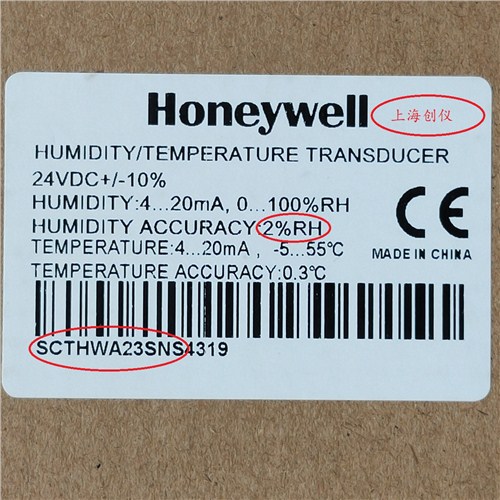 Honeywell 上海创仪
HUMIDITY/TEMPERATURE TRANSDUCER
24VDC+/-10%
HUMIDITY:4...20mA, 0...100%RH
HUMIDITY ACCURACY:2%RH
TEMPERATURE:4...20mA , -5...55℃
TEMPERATURE ACCURACY:0.3℃
CE
MADE IN CHINA
SCTHWA23SNS4319